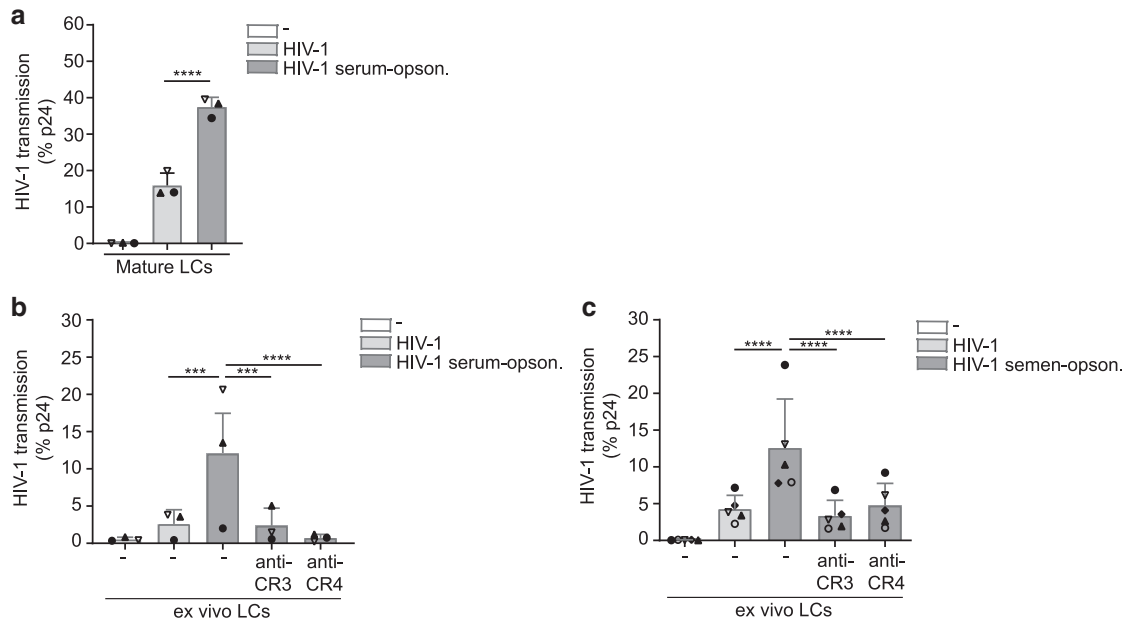 a
HIV-1 transmission
(% p24)
60
50
40
30
20
10
0
****
-
HIV-1
HIV-1 serum-opson.
Mature LCs
b
HIV-1 transmission
(% p24)
30
25
20
15
10
5
0
****
*** ***
-
HIV-1
HIV-1 serum-opson.
- - - anti-CR3 anti-CR4
ex vivo LCs
c
HIV-1 transmission
(% p24)
30
25
20
15
10
5
0
****
**** ****
-
HIV-1
HIV-1 semen-opson.
- - - anti-CR3 anti-CR4
ex vivo LCs